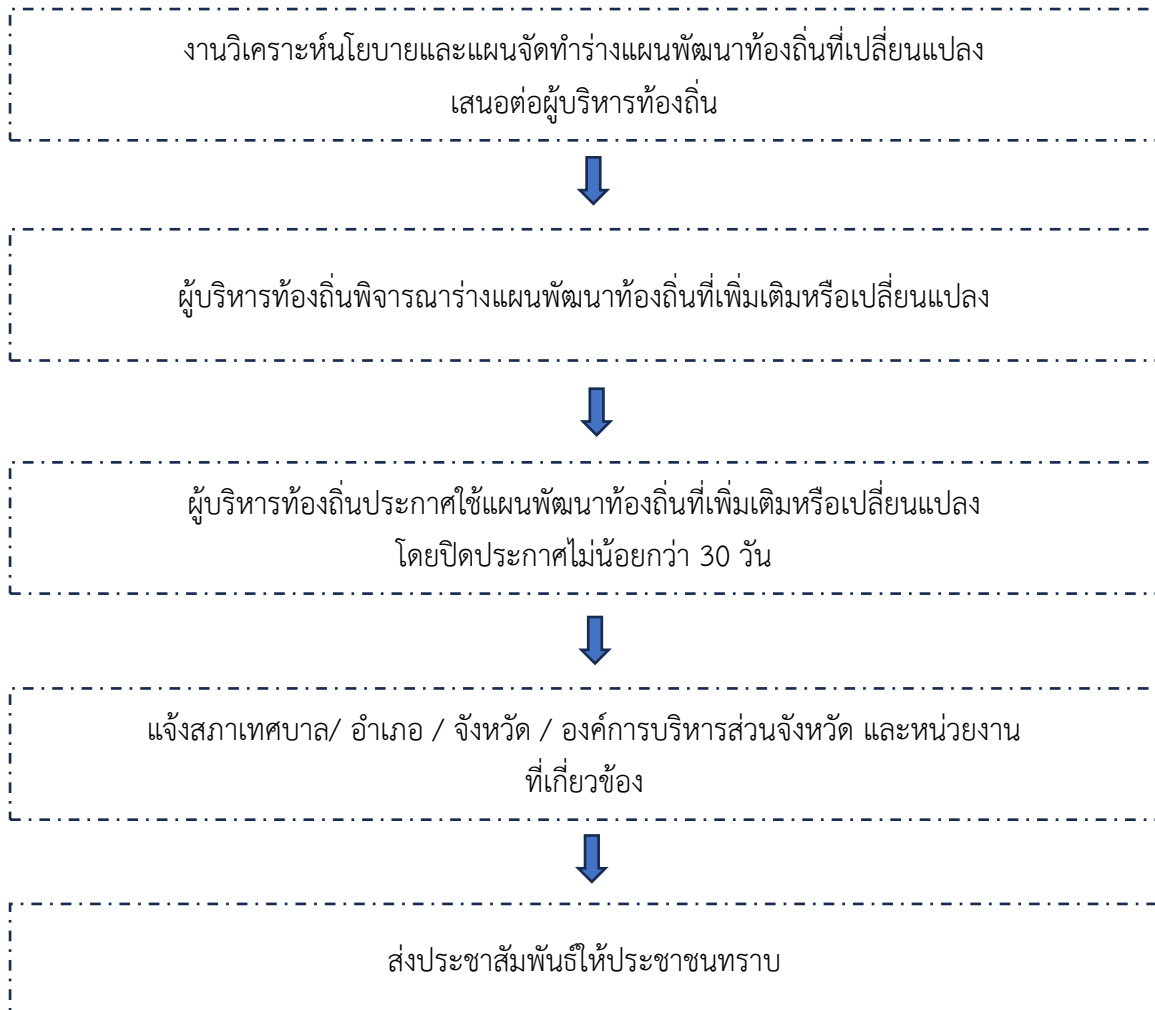 งานวิเคราะห์นโยบายและแผนจัดทำร่างแผนพัฒนาท้องถิ่นที่เปลี่ยนแปลง
เสนอต่อผู้บริหารท้องถิ่น
ผู้บริหารท้องถิ่นพิจารณาร่างแผนพัฒนาท้องถิ่นที่เพิ่มเติมหรือเปลี่ยนแปลง
ผู้บริหารท้องถิ่นประกาศใช้แผนพัฒนาท้องถิ่นที่เพิ่มเติมหรือเปลี่ยนแปลง
โดยปิดประกาศไม่น้อยกว่า 30 วัน
แจ้งสภาเทศบาล/ อำเภอ / จังหวัด / องค์การบริหารส่วนจังหวัด และหน่วยงาน
ที่เกี่ยวข้อง
ส่งประชาสัมพันธ์ให้ประชาชนทราบ